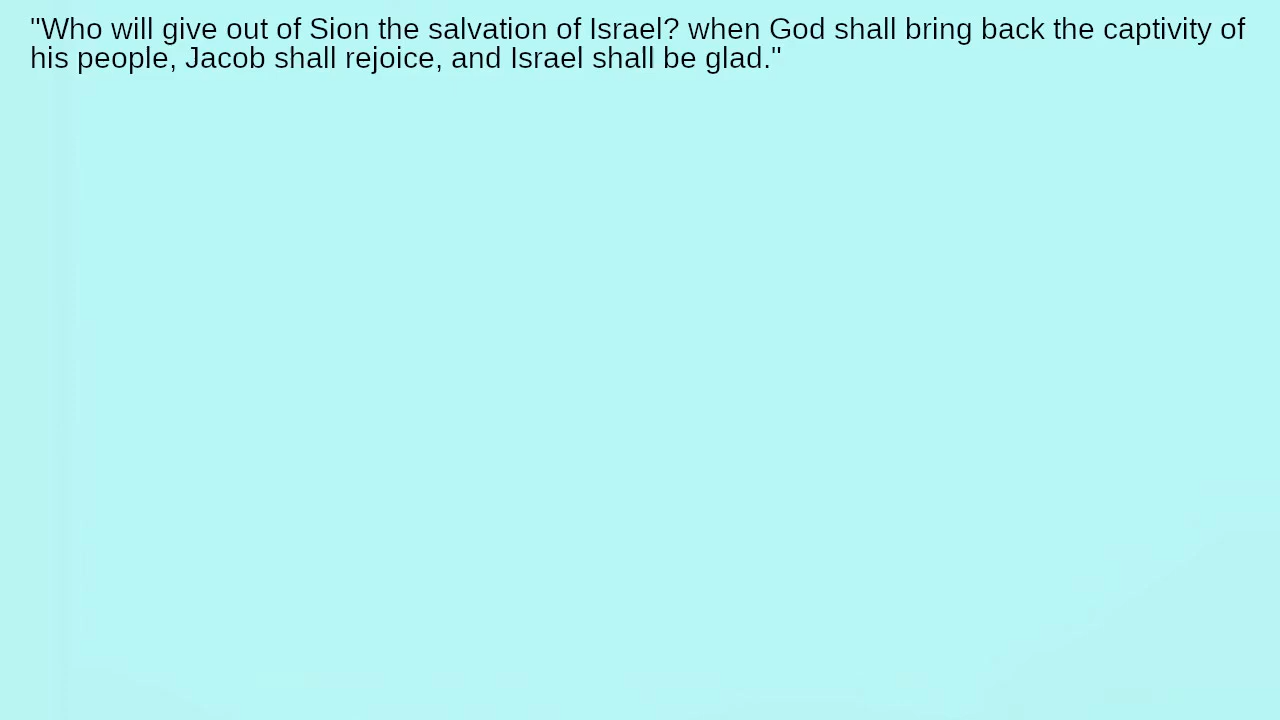 "Who will give out of Sion the salvation of Israel? when God shall bring back the captivity of
his people, Jacob shall rejoice, and Israel shall be glad."